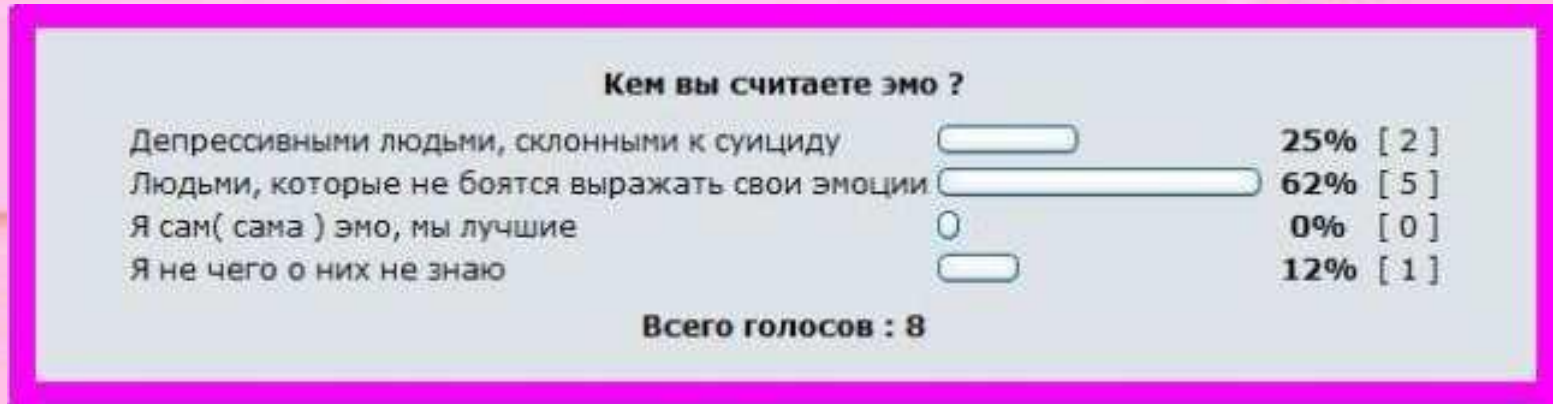 Кем вы считаете эмо ?
Депрессивными людьми, склонными к суициду 25% [ 2 ]
Людьми, которые не боятся выражать свои эмоции 62% [ 5 ]
Я сам( сама ) эмо, мы лучшие 0% [ 0 ]
Я не чего о них не знаю 12% [ 1 ]
Всего голосов : 8